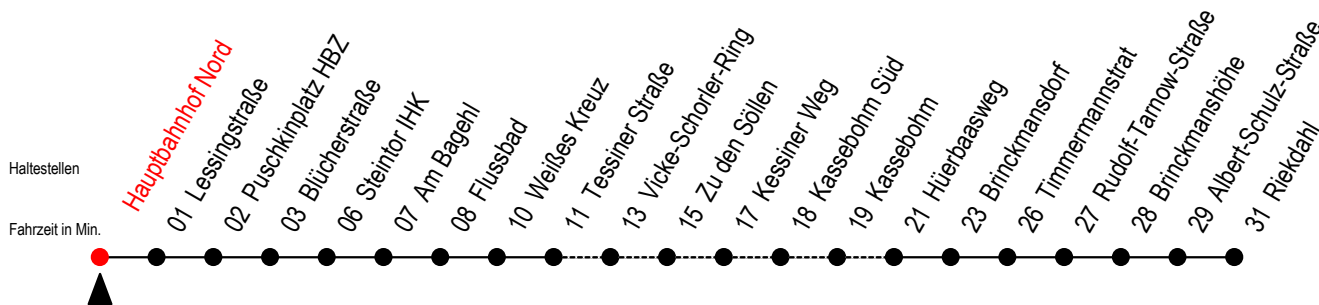 Haltestellen
Fahrzeit in Min.
Hauptbahnhof Nord
01 Lessingstraße
02 Puschkinplatz HBZ
03 Blücherstraße
06 Steintor IHK
07 Am Bagehl
08 Flussbad
10 Weißes Kreuz
11 Tessiner Straße
13 Vicke-Schorler-Ring
15 Zu den Söllen
17 Kessiner Weg
18 Kassebohm Süd
19 Kassebohm
21 Hüerbaasweg
23 Brinckmansdorf
26 Timmermannstrat
27 Rudolf-Tarnow-Straße
28 Brinckmanshöhe
29 Albert-Schulz-Straße
31 Riekdahl